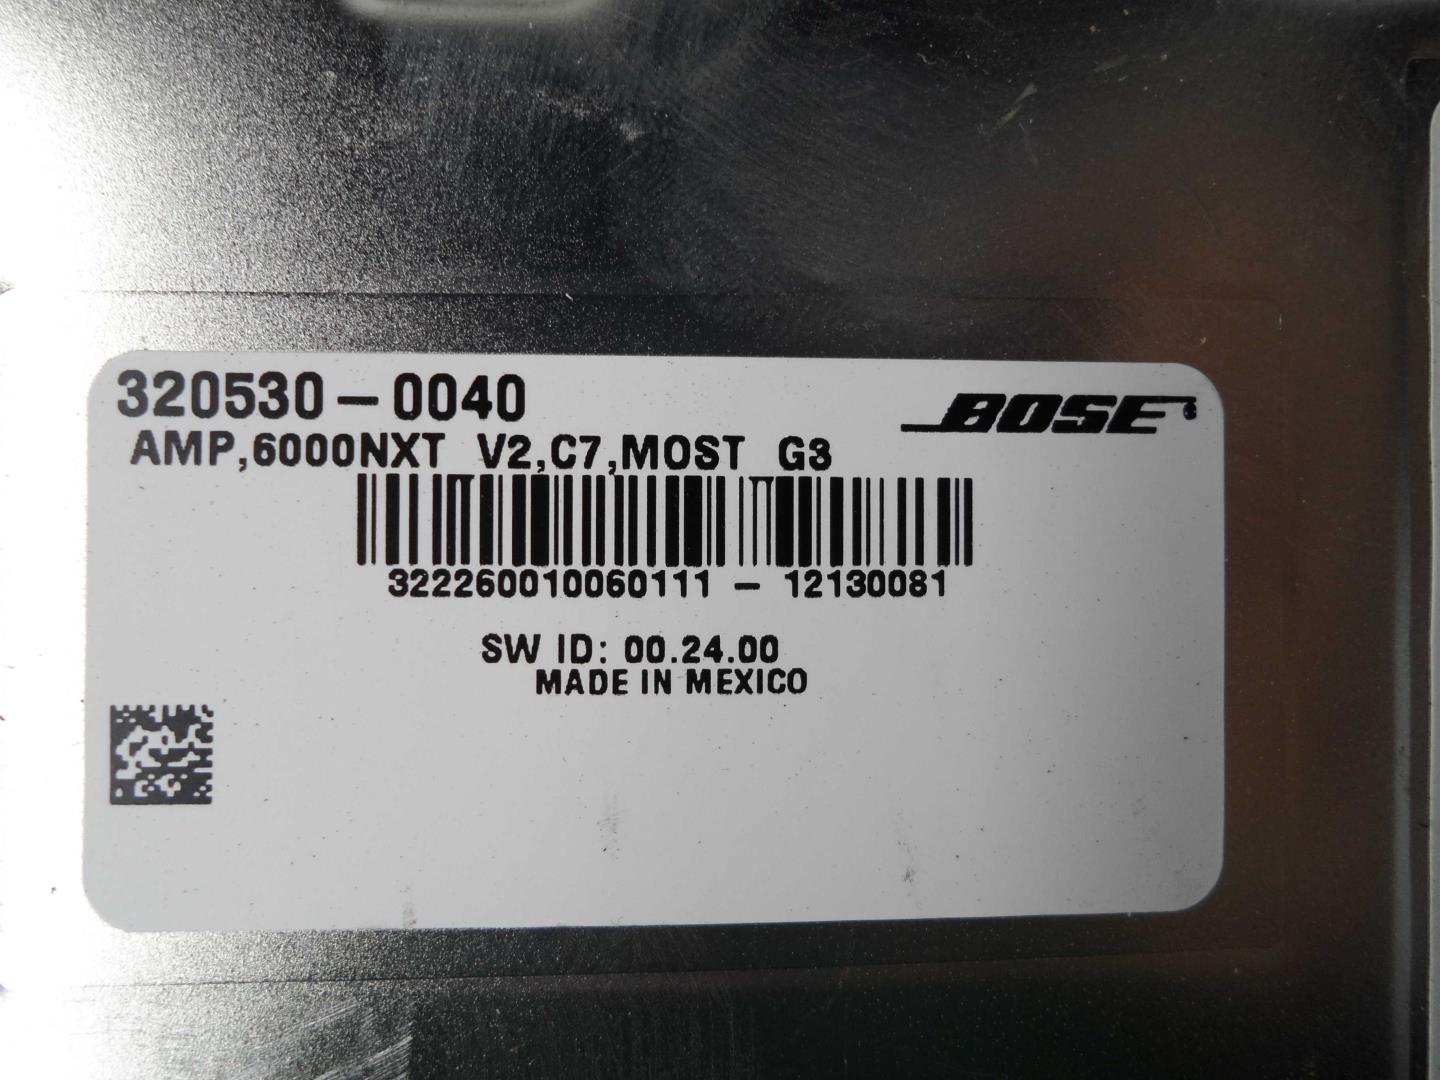 320530-0040
BOSE
AMP,6000NXT V2,C7,MOST G3
322260010060111 - 12130081
SW ID: 00.24.00
MADE IN MEXICO